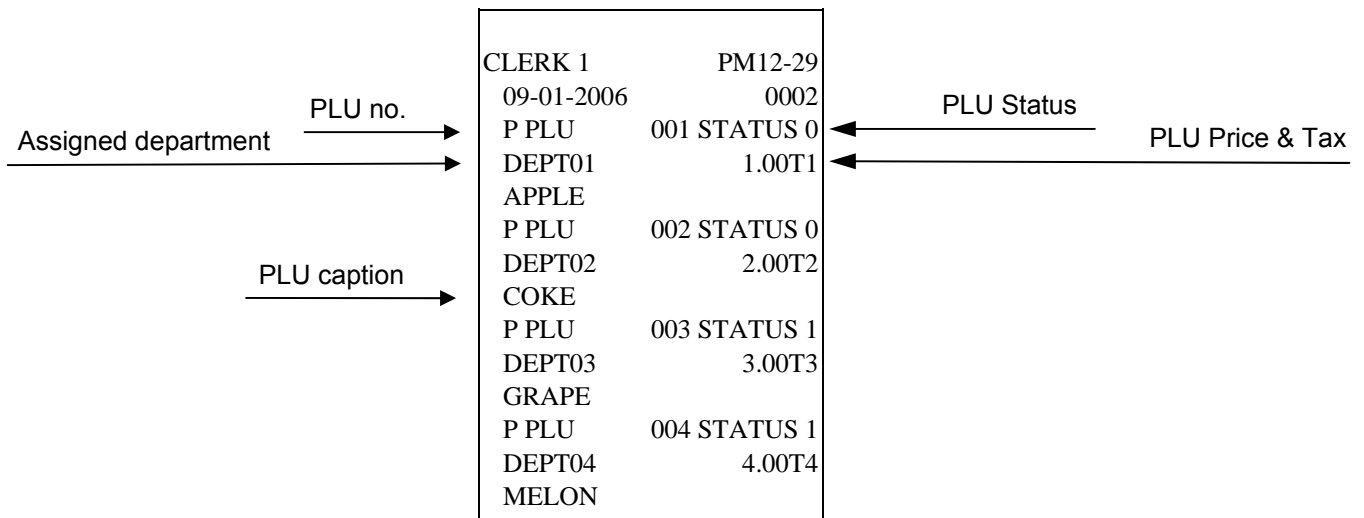 CLERK 1 PM12-29
09-01-2006 0002
PLU no.
PLU Status
P PLU 001 STATUS 0
Assigned department
PLU Price & Tax
DEPT01 1.00T1
APPLE
P PLU 002 STATUS 0
DEPT02 2.00T2
PLU caption
COKE
P PLU 003 STATUS 1
DEPT03 3.00T3
GRAPE
P PLU 004 STATUS 1
DEPT04 4.00T4
MELON